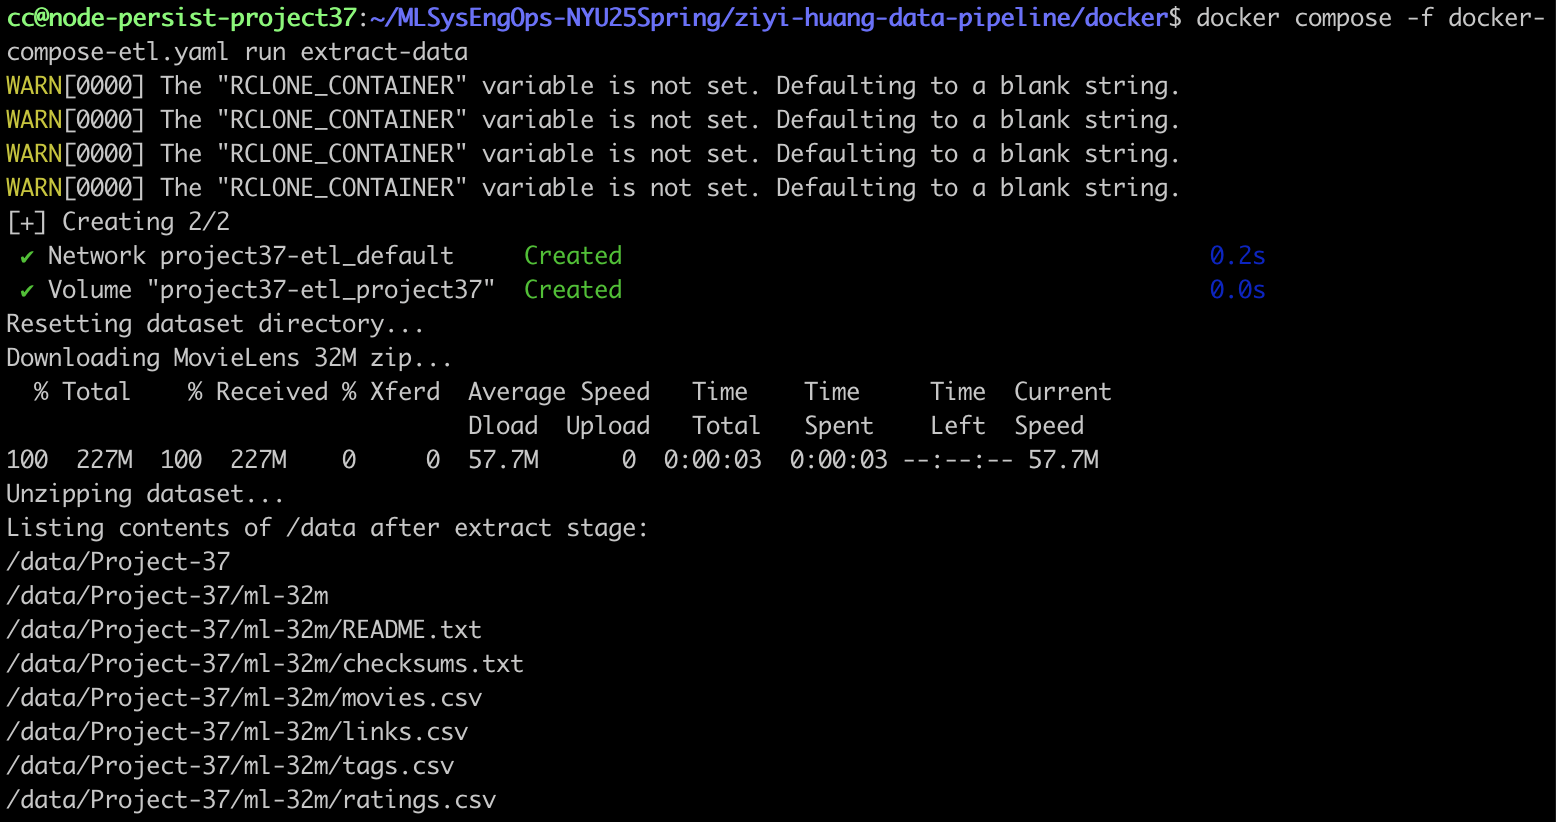 cc@node-persist-project37:~/MLSysEngOps-NYU25Spring/ziyi-huang-data-pipeline/docker$ docker compose -f docker-
compose-etl.yaml run extract-data
WARN[0000] The "RCLONE_CONTAINER" variable is not set. Defaulting to a blank string.
WARN[0000] The "RCLONE_CONTAINER" variable is not set. Defaulting to a blank string.
WARN[0000] The "RCLONE_CONTAINER" variable is not set. Defaulting to a blank string.
WARN[0000] The "RCLONE_CONTAINER" variable is not set. Defaulting to a blank string.
[+] Creating 2/2
 ✔ Network project37-etl_default     Created                                          0.2s
 ✔ Volume "project37-etl_project37"  Created                                          0.0s
Resetting dataset directory...
Downloading MovieLens 32M zip...
  % Total    % Received % Xferd  Average Speed   Time    Time     Time  Current
                                 Dload  Upload   Total   Spent    Left  Speed
100  227M  100  227M    0     0  57.7M      0  0:00:03  0:00:03 --:--:-- 57.7M
Unzipping dataset...
Listing contents of /data after extract stage:
/data/Project-37
/data/Project-37/ml-32m
/data/Project-37/ml-32m/README.txt
/data/Project-37/ml-32m/checksums.txt
/data/Project-37/ml-32m/movies.csv
/data/Project-37/ml-32m/links.csv
/data/Project-37/ml-32m/tags.csv
/data/Project-37/ml-32m/ratings.csv